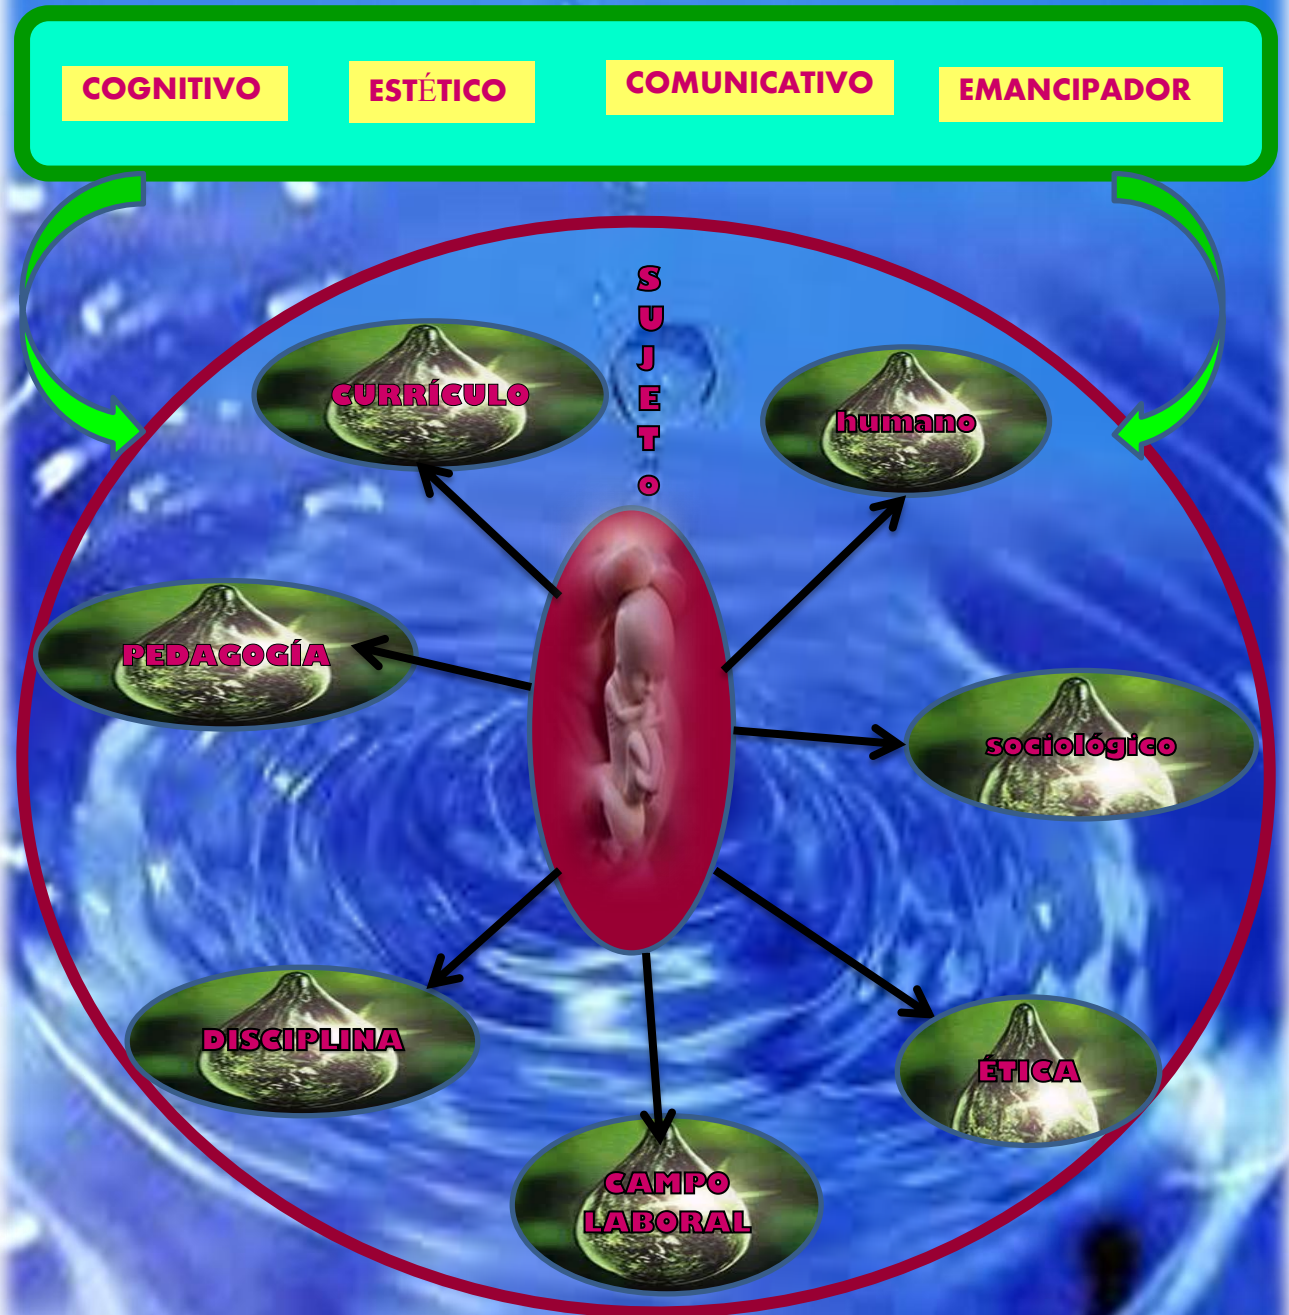 COGNITIVO
ESTÉTICO
COMUNICATIVO
EMANCIPADOR
S
U
J
E
T
O
CURRÍCULO
humano
PEDAGOGÍA
sociológico
DISCIPLINA
ÉTICA
CAMPO
LABORAL